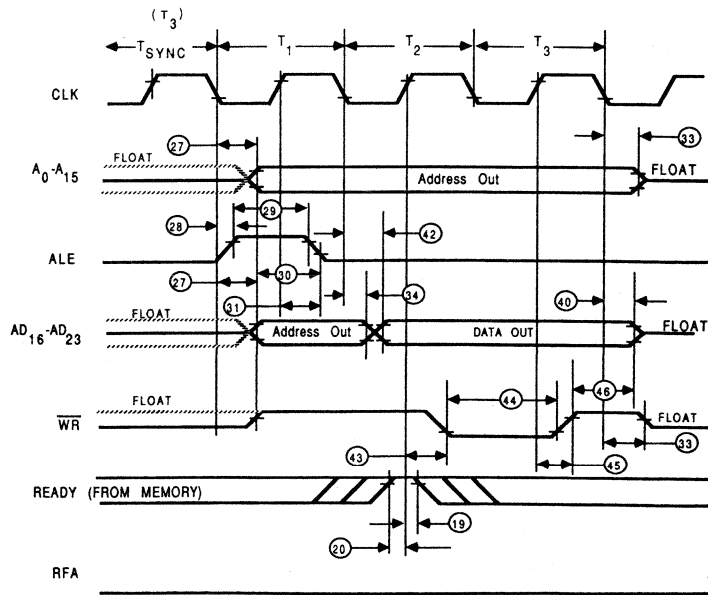 (T3)
TSYNC T1 T2 T3
CLK
27 33
FLOAT FLOAT
A0-A15 Address Out
29
28 42
ALE
27 30
31 34 40
FLOAT FLOAT
AD16-AD23 Address Out DATA OUT
46
FLOAT 44 FLOAT
WR
33
43 45
READY (FROM MEMORY)
19
20
RFA